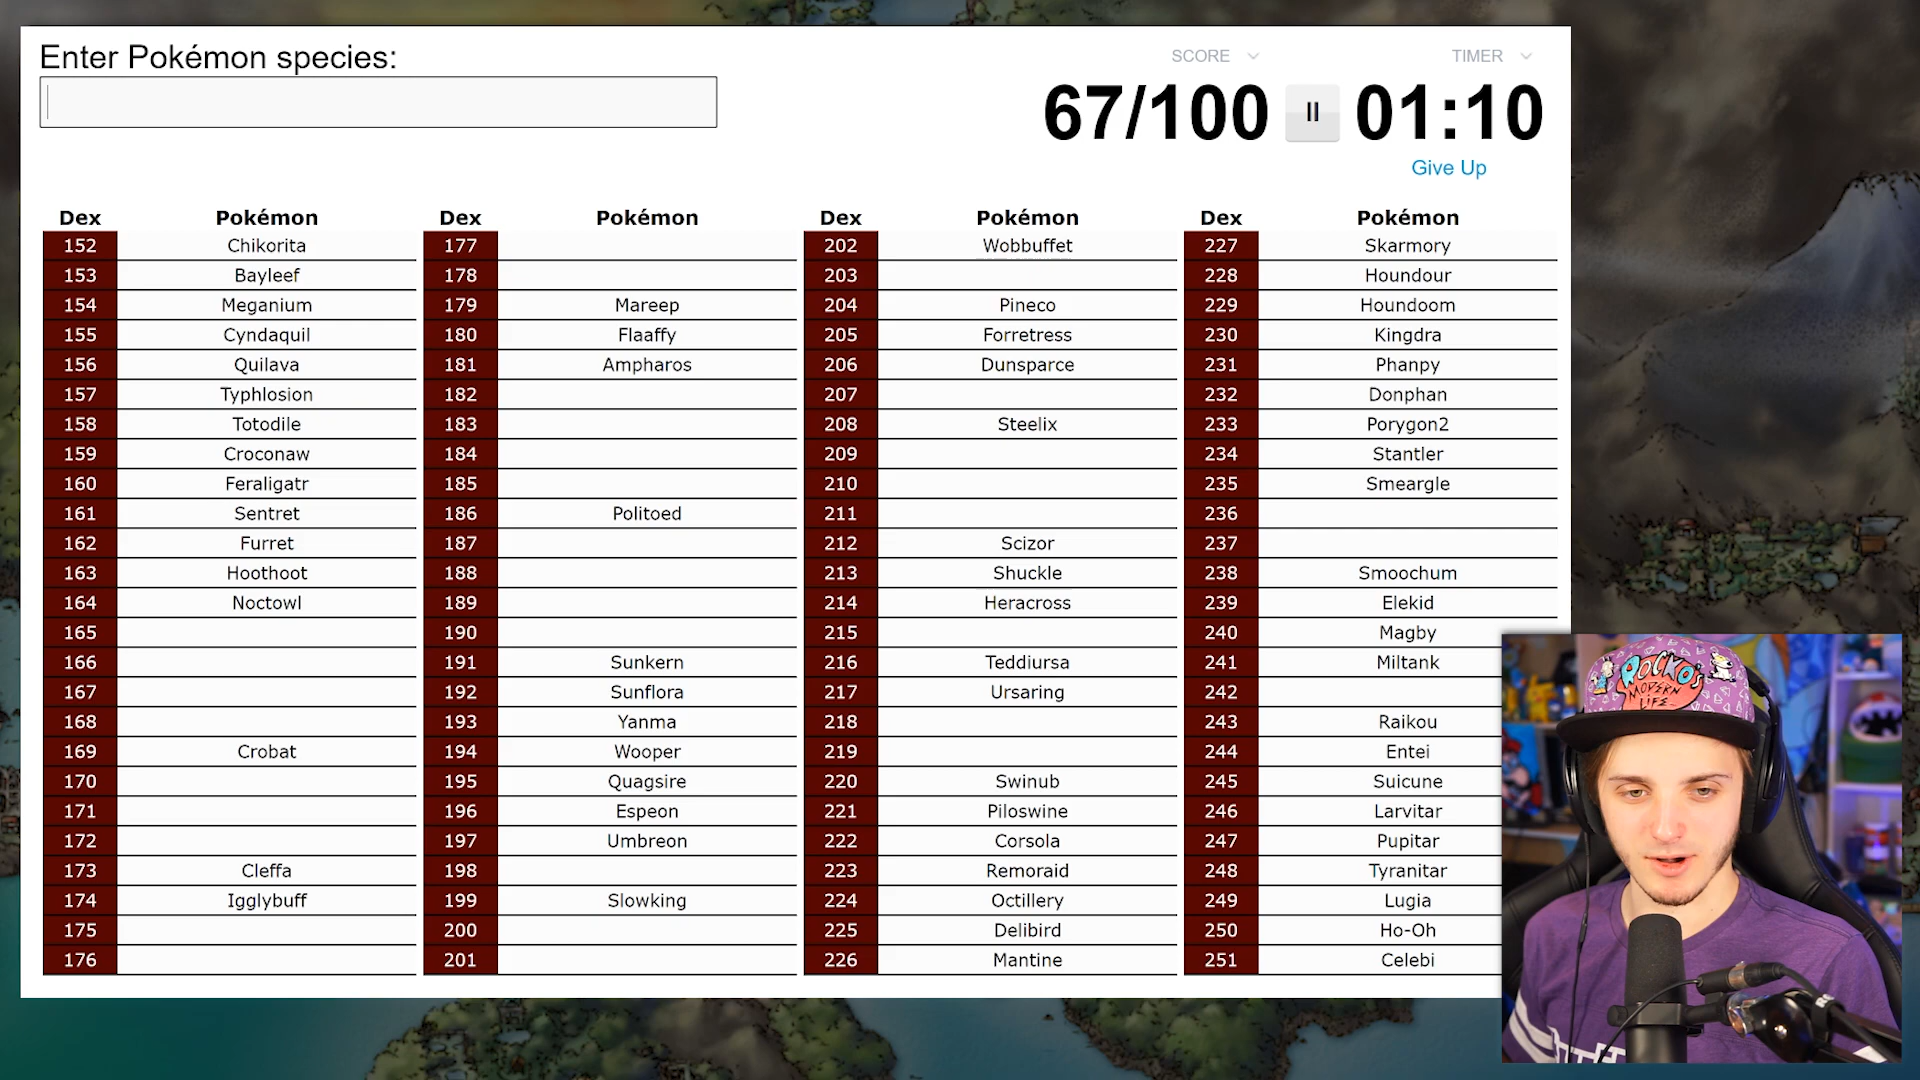 Enter Pokémon species:
SCORE
TIMER
67/100
01:10
Give Up
Dex Pokémon Dex Pokémon Dex Pokémon Dex Pokémon
152 Chikorita 177 202 Wobbuffet 227 Skarmory
153 Bayleef 178 203 228 Houndour
154 Meganium 179 Mareep 204 Pineco 229 Houndoom
155 Cyndaquil 180 Flaaffy 205 Forretress 230 Kingdra
156 Quilava 181 Ampharos 206 Dunsparce 231 Phanpy
157 Typhlosion 182 207 232 Donphan
158 Totodile 183 208 Steelix 233 Porygon2
159 Croconaw 184 209 234 Stantler
160 Feraligatr 185 210 235 Smeargle
161 Sentret 186 Politoed 211 236
162 Furret 187 212 Scizor 237
163 Hoothoot 188 213 Shuckle 238 Smoochum
164 Noctowl 189 214 Heracross 239 Elekid
165 190 215 240 Magby
166 191 Sunkern 216 Teddiursa 241 Miltank
167 192 Sunflora 217 Ursaring 242
168 193 Yanma 218 243 Raikou
169 Crobat 194 Wooper 219 244 Entei
170 195 Quagsire 220 Swinub 245 Suicune
171 196 Espeon 221 Piloswine 246 Larvitar
172 197 Umbreon 222 Corsola 247 Pupitar
173 Cleffa 198 223 Remoraid 248 Tyranitar
174 Igglybuff 199 Slowking 224 Octillery 249 Lugia
175 200 225 Delibird 250 Ho-Oh
176 201 226 Mantine 251 Celebi
ROCKO'S
MODERN
LIFE